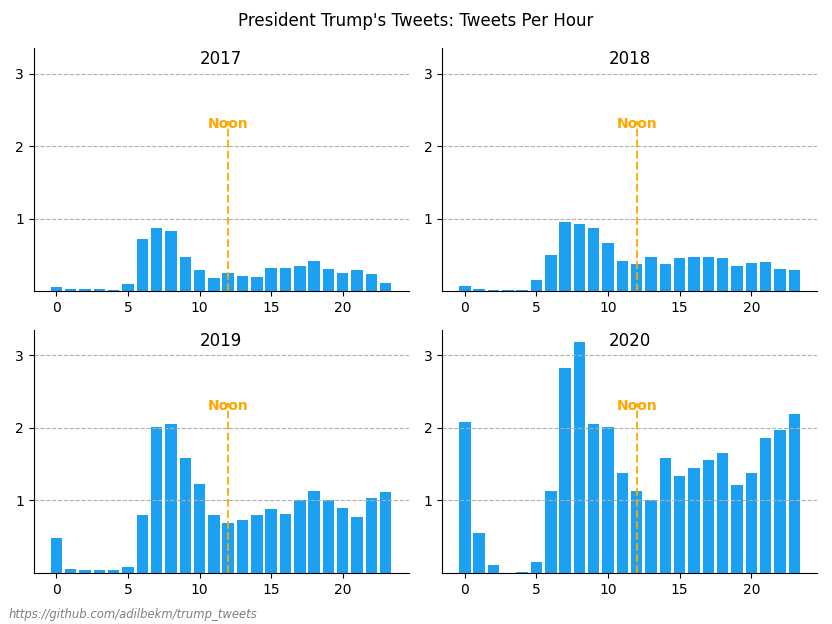 President Trump's Tweets: Tweets Per Hour
2017
3
2
1
Noon
0 5 10 15 20
2018
3
2
1
Noon
0 5 10 15 20
2019
3
2
1
Noon
0 5 10 15 20
2020
3
2
1
Noon
0 5 10 15 20
https://github.com/adilbekm/trump_tweets